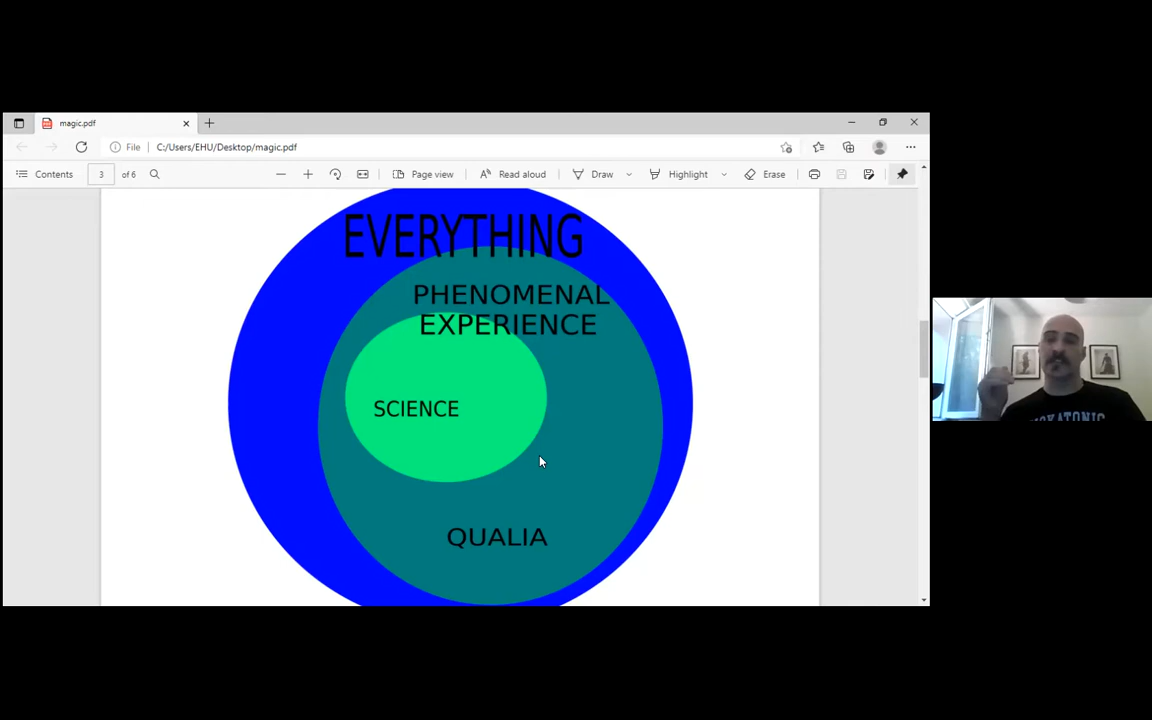 magic.pdf
File C:/Users/EHU/Desktop/magic.pdf
Contents 3 of 6 Page view Read aloud Draw Highlight Erase
EVERYTHING
PHENOMENAL
EXPERIENCE
SCIENCE
QUALIA